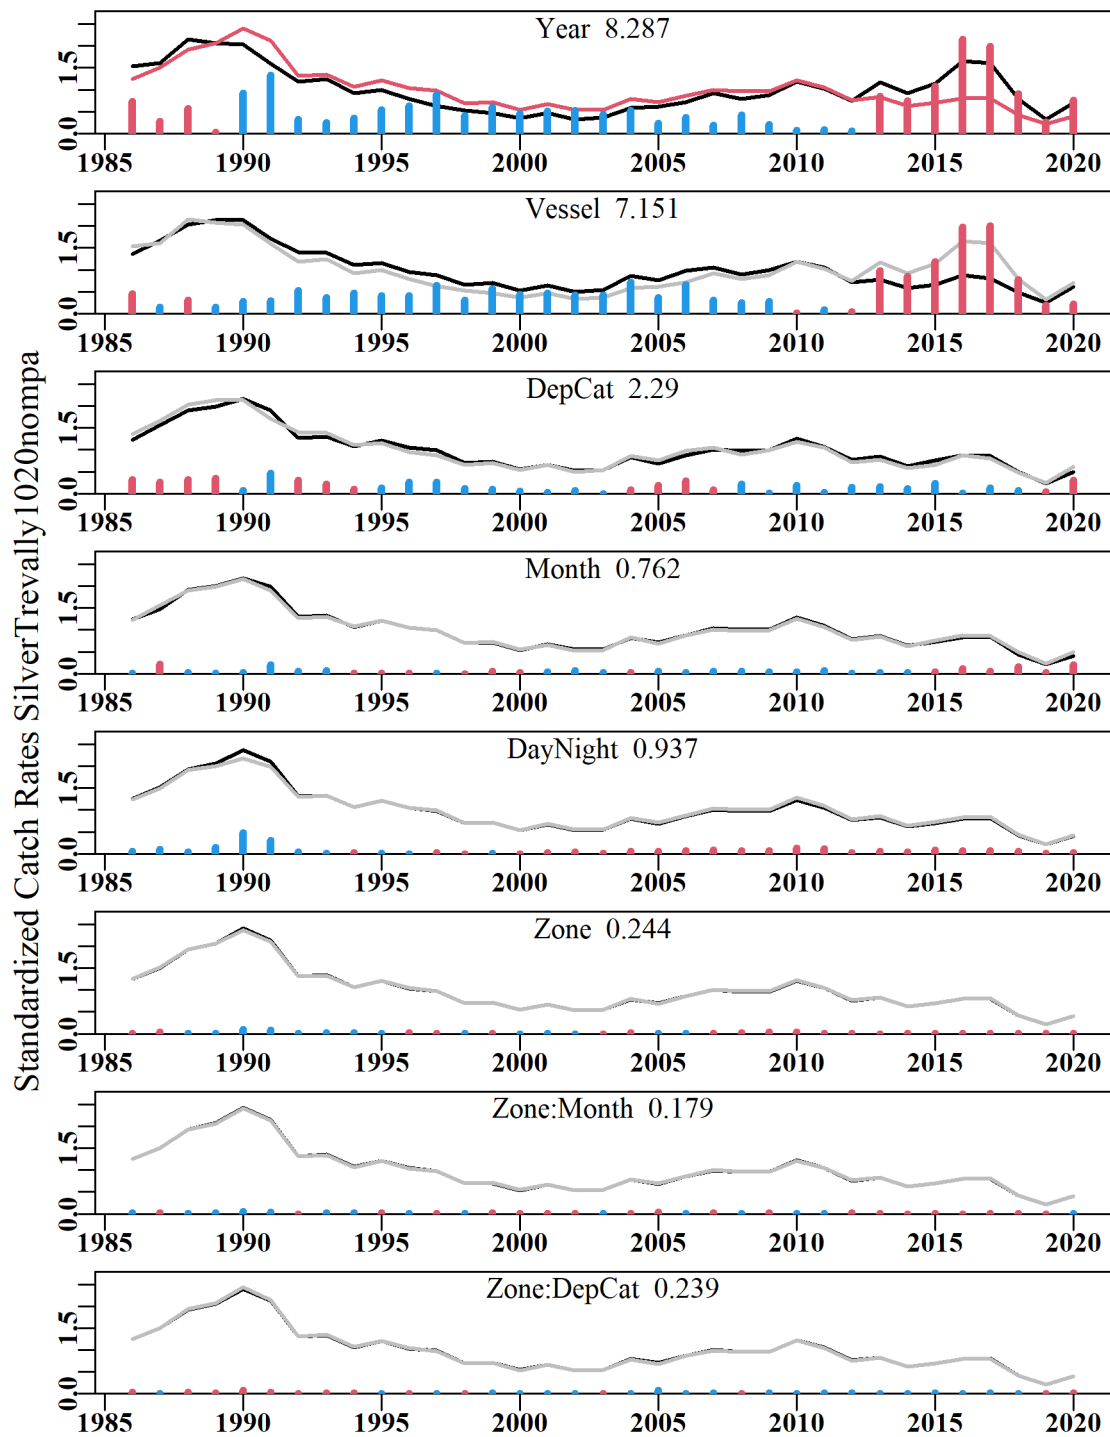 Standardized Catch Rates SilverTrevally1020nompa
Year 8.287
0.0 1.5
1985 1990 1995 2000 2005 2010 2015 2020
Vessel 7.151
0.0 1.5
1985 1990 1995 2000 2005 2010 2015 2020
DepCat 2.29
0.0 1.5
1985 1990 1995 2000 2005 2010 2015 2020
Month 0.762
0.0 1.5
1985 1990 1995 2000 2005 2010 2015 2020
DayNight 0.937
0.0 1.5
1985 1990 1995 2000 2005 2010 2015 2020
Zone 0.244
0.0 1.5
1985 1990 1995 2000 2005 2010 2015 2020
Zone:Month 0.179
0.0 1.5
1985 1990 1995 2000 2005 2010 2015 2020
Zone:DepCat 0.239
0.0 1.5
1985 1990 1995 2000 2005 2010 2015 2020